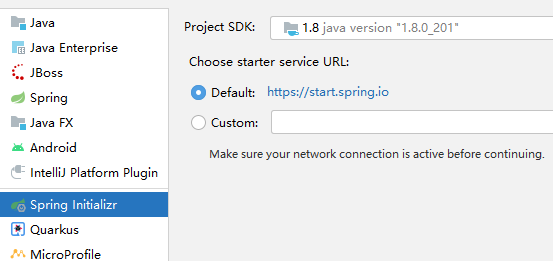 Java
Java Enterprise
JBoss
Spring
Java FX
Android
IntelliJ Platform Plugin
Spring Initializr
Quarkus
MicroProfile
Project SDK: 1.8 java version "1.8.0_201"
Choose starter service URL:
Default: https://start.spring.io
Custom:
Make sure your network connection is active before continuing.